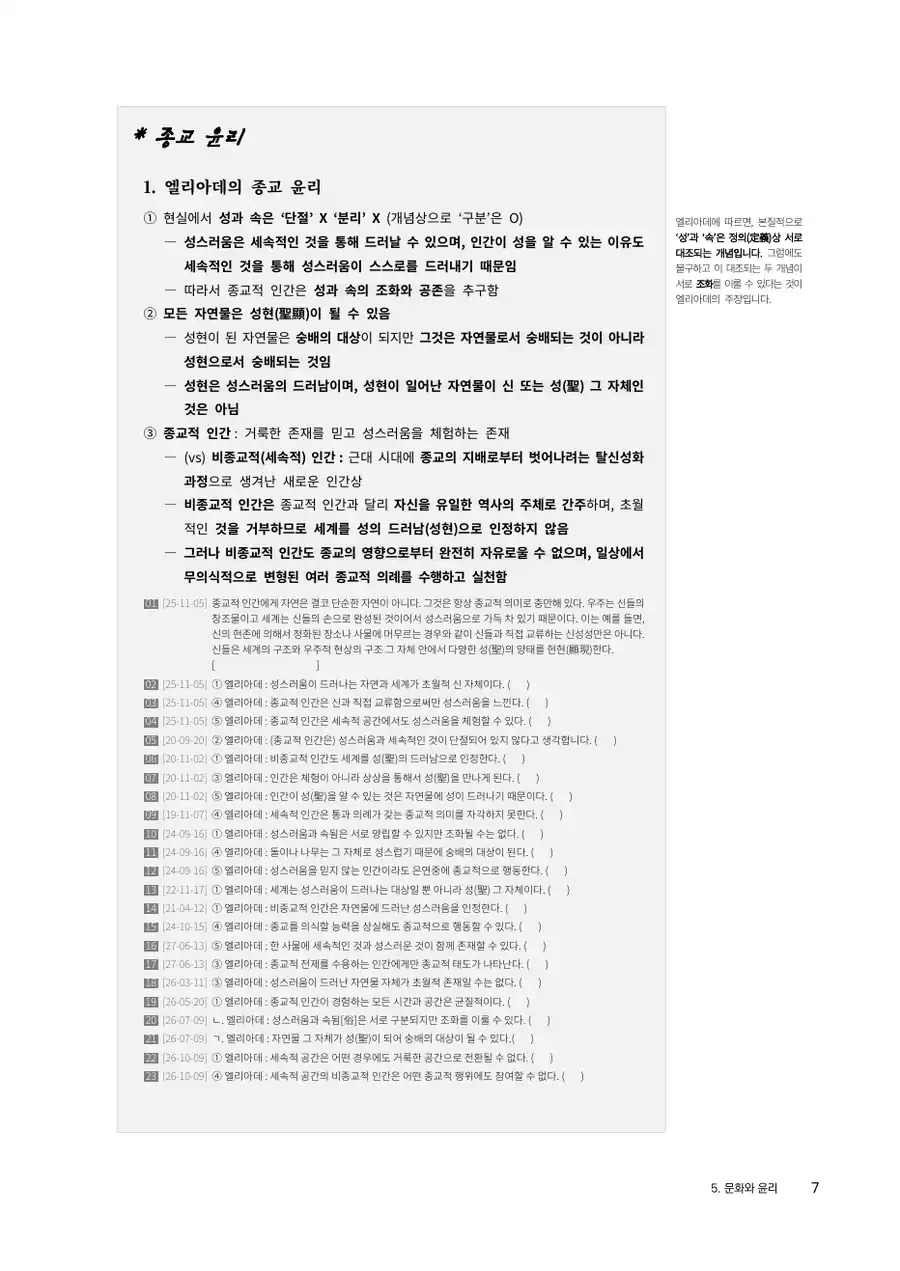 * 종교 윤리
1. 엘리아데의 종교 윤리
① 현실에서 성과 속은 ‘단절’ X ‘분리’ X (개념상으로 ‘구분’은 O)
― 성스러움은 세속적인 것을 통해 드러날 수 있으며, 인간이 성을 알 수 있는 이유도
세속적인 것을 통해 성스러움이 스스로를 드러내기 때문임
― 따라서 종교적 인간은 성과 속의 조화와 공존을 추구함
② 모든 자연물은 성현(聖顯)이 될 수 있음
― 성현이 된 자연물은 숭배의 대상이 되지만 그것은 자연물로서 숭배되는 것이 아니라
성현으로서 숭배되는 것임
― 성현은 성스러움의 드러남이며, 성현이 일어난 자연물이 신 또는 성(聖) 그 자체인
것은 아님
③ 종교적 인간 : 거룩한 존재를 믿고 성스러움을 체험하는 존재
― (vs) 비종교적(세속적) 인간 : 근대 시대에 종교의 지배로부터 벗어나려는 탈신성화
과정으로 생겨난 새로운 인간상
― 비종교적 인간은 종교적 인간과 달리 자신을 유일한 역사의 주체로 간주하며, 초월
적인 것을 거부하므로 세계를 성의 드러남(성현)으로 인정하지 않음
― 그러나 비종교적 인간도 종교의 영향으로부터 완전히 자유로울 수 없으며, 일상에서
무의식적으로 변형된 여러 종교적 의례를 수행하고 실천함
01 [25-11-05] 종교적 인간에게 자연은 결코 단순한 자연이 아니다. 그것은 항상 종교적 의미로 충만해 있다. 우주는 신들의
창조물이고 세계는 신들의 손으로 완성된 것이어서 성스러움으로 가득 차 있기 때문이다. 이는 예를 들면,
신의 현존에 의해서 정화된 장소나 사물에 머무르는 경우와 같이 신들과 직접 교류하는 신성성만은 아니다.
신들은 세계의 구조와 우주적 현상의 구조 그 자체 안에서 다양한 성(聖)의 양태를 현현(顯現)한다.
[ ]
02 [25-11-05] ① 엘리아데 : 성스러움이 드러나는 자연과 세계가 초월적 신 자체이다. ( )
03 [25-11-05] ④ 엘리아데 : 종교적 인간은 신과 직접 교류함으로써만 성스러움을 느낀다. ( )
04 [25-11-05] ⑤ 엘리아데 : 종교적 인간은 세속적 공간에서도 성스러움을 체험할 수 있다. ( )
05 [20-09-20] ② 엘리아데 : (종교적 인간은) 성스러움과 세속적인 것이 단절되어 있지 않다고 생각합니다. ( )
06 [20-11-02] ① 엘리아데 : 비종교적 인간도 세계를 성(聖)의 드러남으로 인정한다. ( )
07 [20-11-02] ③ 엘리아데 : 인간은 체험이 아니라 상상을 통해서 성(聖)을 만나게 된다. ( )
08 [20-11-02] ⑤ 엘리아데 : 인간이 성(聖)을 알 수 있는 것은 자연물에 성이 드러나기 때문이다. ( )
09 [19-11-07] ④ 엘리아데 : 세속적 인간은 통과 의례가 갖는 종교적 의미를 자각하지 못한다. ( )
10 [24-09-16] ① 엘리아데 : 성스러움과 속됨은 서로 양립할 수 있지만 조화될 수는 없다. ( )
11 [24-09-16] ④ 엘리아데 : 돌이나 나무는 그 자체로 성스럽기 때문에 숭배의 대상이 된다. ( )
12 [24-09-16] ⑤ 엘리아데 : 성스러움을 믿지 않는 인간이라도 은연중에 종교적으로 행동한다. ( )
13 [22-11-17] ① 엘리아데 : 세계는 성스러움이 드러나는 대상일 뿐 아니라 성(聖) 그 자체이다. ( )
14 [21-04-12] ① 엘리아데 : 비종교적 인간은 자연물에 드러난 성스러움을 인정한다. ( )
15 [24-10-15] ④ 엘리아데 : 종교를 의식할 능력을 상실해도 종교적으로 행동할 수 있다. ( )
16 [27-06-13] ⑤ 엘리아데 : 한 사물에 세속적인 것과 성스러운 것이 함께 존재할 수 있다. ( )
17 [27-06-13] ③ 엘리아데 : 종교적 전제를 수용하는 인간에게만 종교적 태도가 나타난다. ( )
18 [26-03-11] ③ 엘리아데 : 성스러움이 드러난 자연물 자체가 초월적 존재일 수는 없다. ( )
19 [26-05-20] ① 엘리아데 : 종교적 인간이 경험하는 모든 시간과 공간은 균질적이다. ( )
20 [26-07-09] ㄴ. 엘리아데 : 성스러움과 속됨[俗]은 서로 구분되지만 조화를 이룰 수 있다. ( )
21 [26-07-09] ㄱ. 엘리아데 : 자연물 그 자체가 성(聖)이 되어 숭배의 대상이 될 수 있다.( )
22 [26-10-09] ① 엘리아데 : 세속적 공간은 어떤 경우에도 거룩한 공간으로 전환될 수 없다. ( )
23 [26-10-09] ④ 엘리아데 : 세속적 공간의 비종교적 인간은 어떤 종교적 행위에도 참여할 수 없다. ( )
엘리아데에 따르면, 본질적으로
‘성’과 ‘속’은 정의(定義)상 서로
대조되는 개념입니다. 그럼에도
불구하고 이 대조되는 두 개념이
서로 조화를 이룰 수 있다는 것이
엘리아데의 주장입니다.
5. 문화와 윤리 7